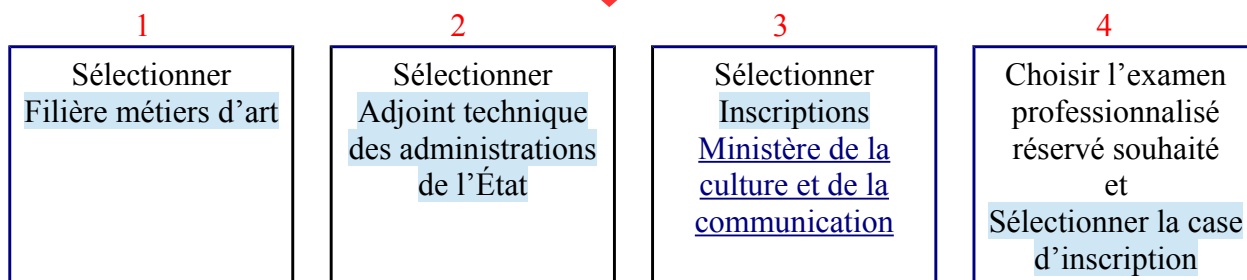 1
Sélectionner
Filière métiers d'art
2
Sélectionner
Adjoint technique
des administrations
de l'État
3
Sélectionner
Inscriptions
Ministère de la
culture et de la
communication
4
Choisir l'examen
professionnalisé
réservé souhaité
et
Sélectionner la case
d'inscription